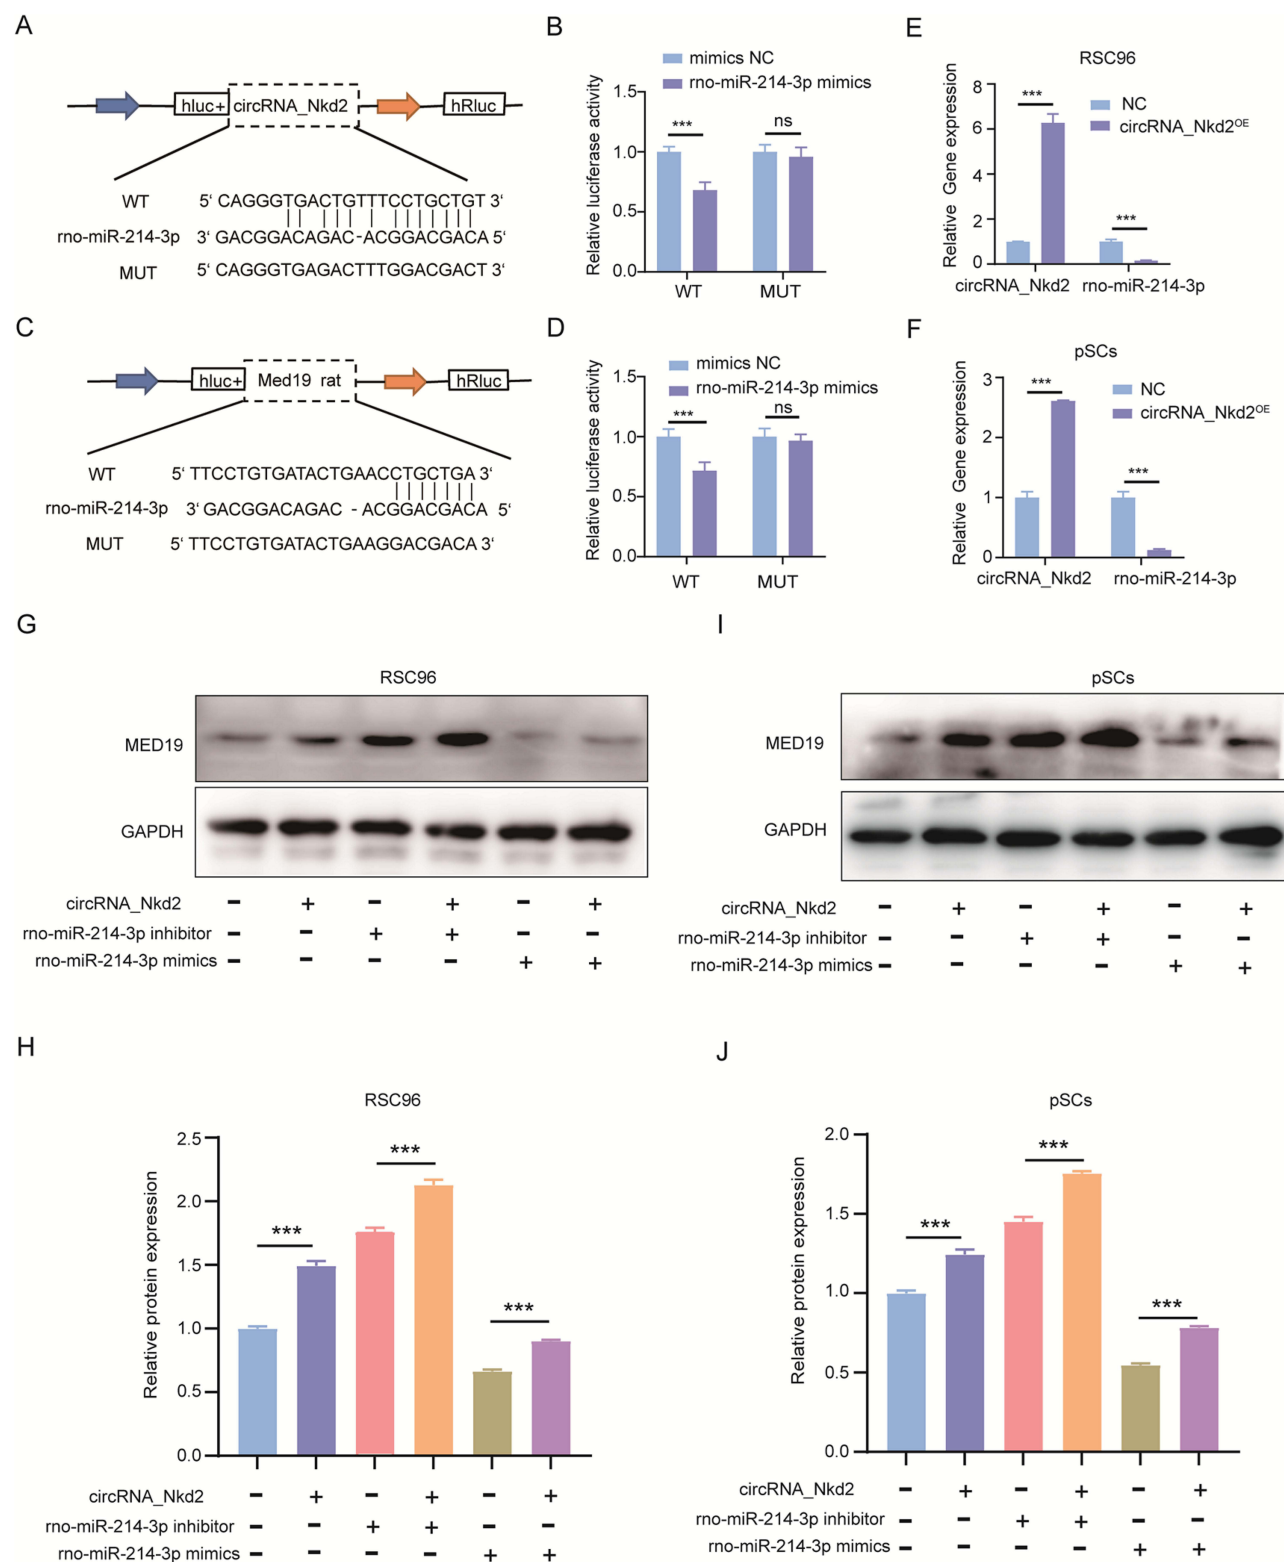 A
hluc+ circRNA_Nkd2 hRluc
WT 5‘ CAGGGTGACTGTTTCCTGCTGT 3‘
rno-miR-214-3p 3‘ GACGGACAGAC-ACGGACGACA 5‘
MUT 5‘ CAGGGTGAGACTTTGGACGACT 3‘
B
mimics NC
rno-miR-214-3p mimics
Relative luciferase activity
1.5
1.0
0.5
0.0
*** ns
WT MUT
E
RSC96
NC
circRNA_Nkd2OE
Relative Gene expression
8
6
4
2
0
*** ***
circRNA_Nkd2 rno-miR-214-3p
C
hluc+ Med19 rat hRluc
WT 5‘ TTCCTGTGATACTGAACCTGCTGA 3‘
rno-miR-214-3p 3‘ GACGGACAGAC - ACGGACGACA 5‘
MUT 5‘ TTCCTGTGATACTGAAGGACGACA 3‘
D
mimics NC
rno-miR-214-3p mimics
Relative luciferase activity
1.5
1.0
0.5
0.0
*** ns
WT MUT
F
pSCs
NC
circRNA_Nkd2OE
Relative Gene expression
3
2
1
0
*** ***
circRNA_Nkd2 rno-miR-214-3p
G
RSC96
MED19
GAPDH
circRNA_Nkd2 - + - + - +
rno-miR-214-3p inhibitor - - + + - -
rno-miR-214-3p mimics - - - - + +
I
pSCs
MED19
GAPDH
circRNA_Nkd2 - + - + - +
rno-miR-214-3p inhibitor - - + + - -
rno-miR-214-3p mimics - - - - + +
H
RSC96
Relative protein expression
2.5
2.0
1.5
1.0
0.5
0.0
*** *** ***
circRNA_Nkd2 - + - + - +
rno-miR-214-3p inhibitor - - + + - -
rno-miR-214-3p mimics - - - - + +
J
pSCs
Relative protein expression
2.0
1.5
1.0
0.5
0.0
*** *** ***
circRNA_Nkd2 - + - + - +
rno-miR-214-3p inhibitor - - + + - -
rno-miR-214-3p mimics - - - - + +